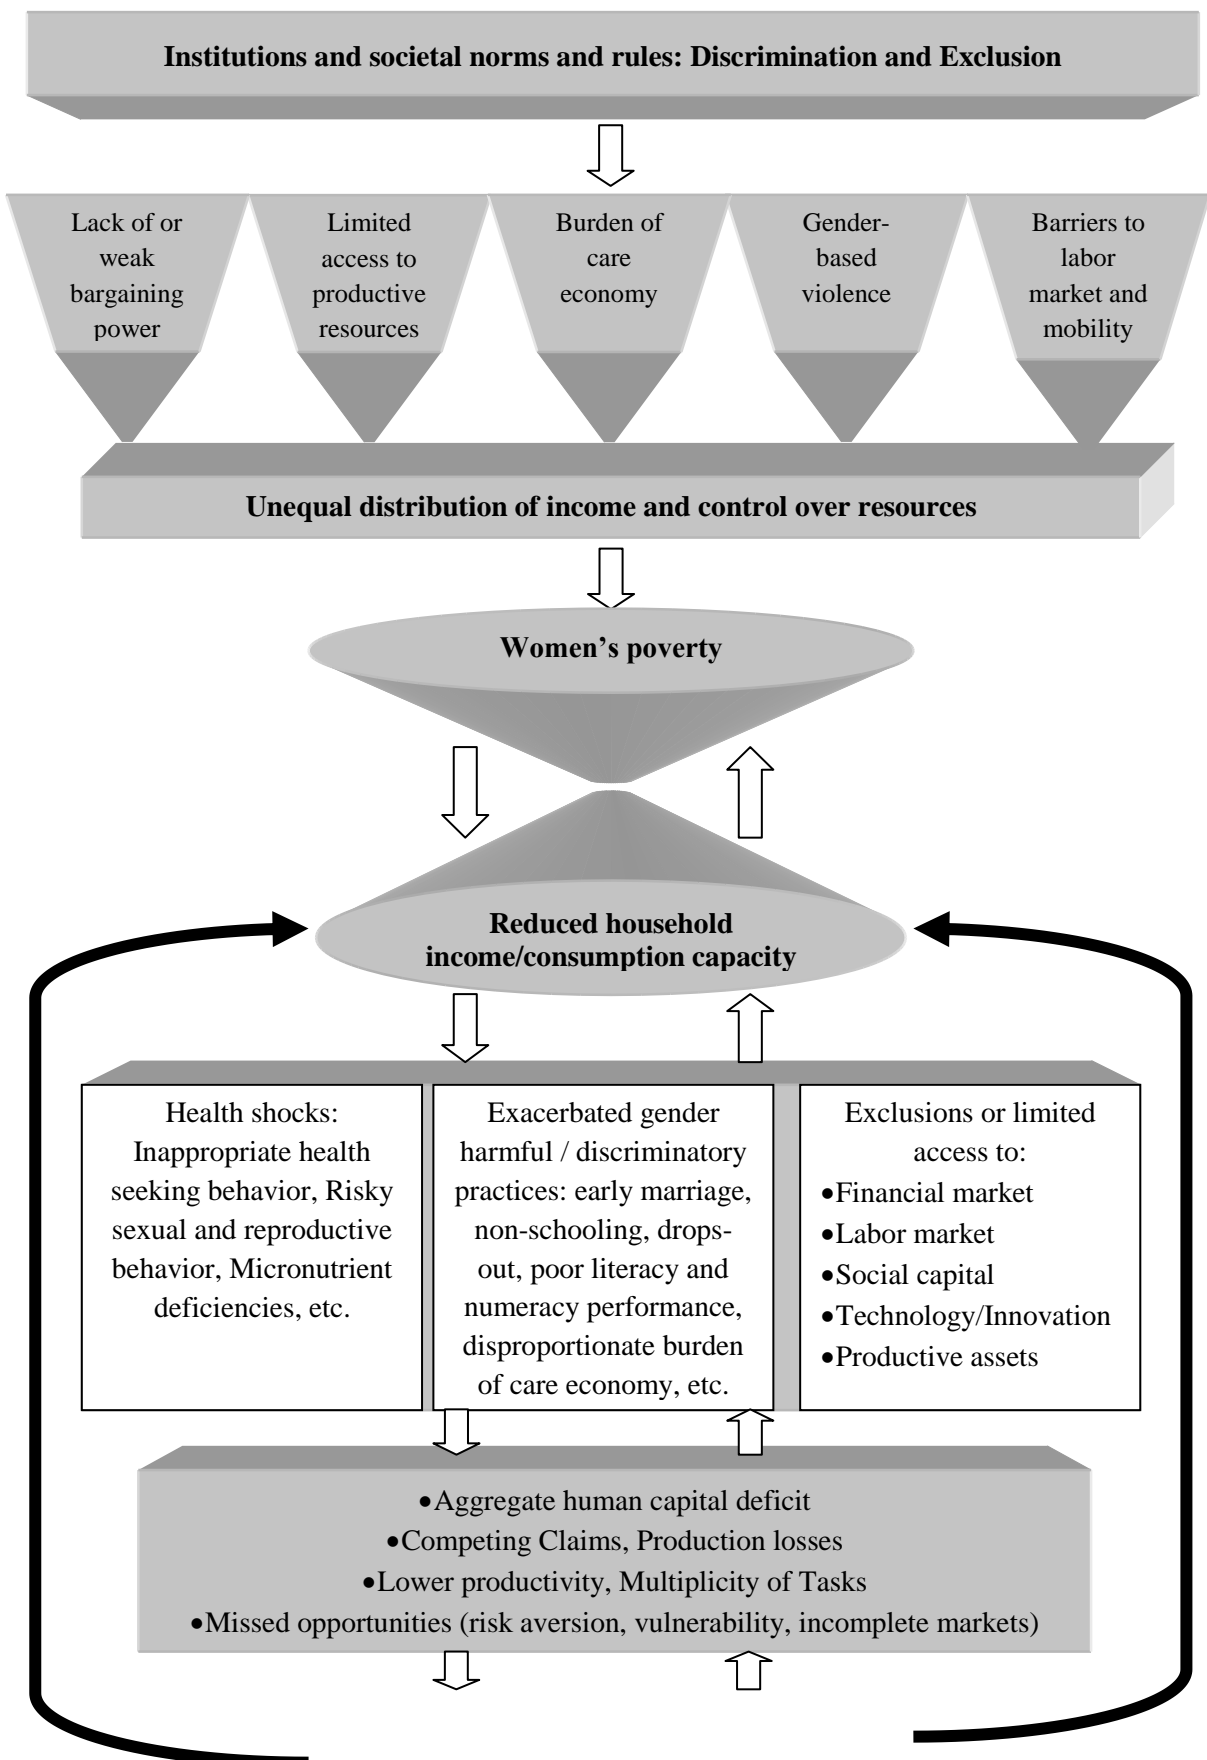 Institutions and societal norms and rules: Discrimination and Exclusion
Lack of or
weak
bargaining
power
Limited
access to
productive
resources
Burden of
care
economy
Gender-
based
violence
Barriers to
labor
market and
mobility
Unequal distribution of income and control over resources
Women’s poverty
Reduced household
income/consumption capacity
Health shocks:
Inappropriate health
seeking behavior, Risky
sexual and reproductive
behavior, Micronutrient
deficiencies, etc.
Exacerbated gender
harmful / discriminatory
practices: early marriage,
non-schooling, drops-
out, poor literacy and
numeracy performance,
disproportionate burden
of care economy, etc.
Exclusions or limited
access to:
•Financial market
•Labor market
•Social capital
•Technology/Innovation
•Productive assets
•Aggregate human capital deficit
•Competing Claims, Production losses
•Lower productivity, Multiplicity of Tasks
•Missed opportunities (risk aversion, vulnerability, incomplete markets)